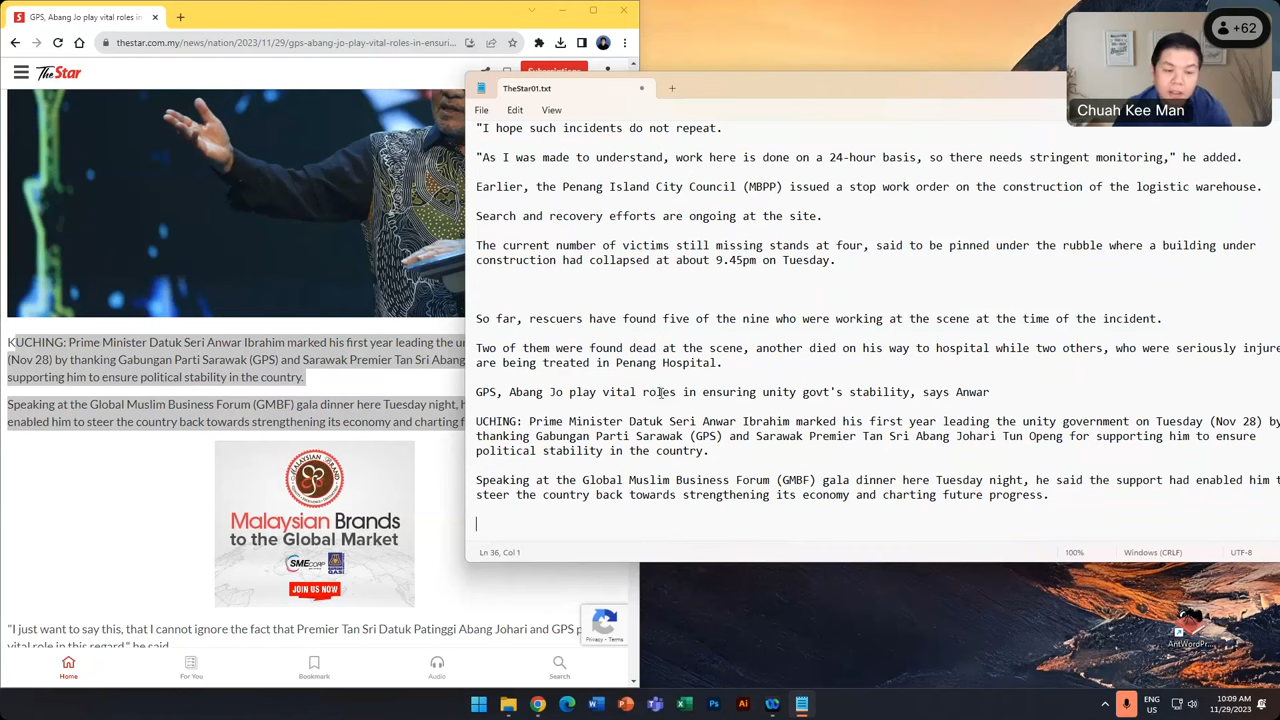 GPS, Abang Jo play vital roles in
thestar.com.my/news/nation/2023/11/29/gps-abang-jo-play-vital-roles-in-ensuri...
TheStar
KUCHING: Prime Minister Datuk Seri Anwar Ibrahim marked his first year leading the
(Nov 28) by thanking Gabungan Parti Sarawak (GPS) and Sarawak Premier Tan Sri Abang
supporting him to ensure political stability in the country.
Speaking at the Global Muslim Business Forum (GMBF) gala dinner here Tuesday night,
enabled him to steer the country back towards strengthening its economy and charting
MALAYSIAN BRAND
Malaysian Brands
to the Global Market
SMECORP
JOIN US NOW
"I just want to say this, that I cannot ignore the fact that Premier Tan Sri Datuk Patinggi Abang Johari and GPS
vital role in this regard," he said.
Privacy - Terms
Home
For You
Bookmark
Audio
Search
TheStar01.txt
File
Edit
View
"I hope such incidents do not repeat.
"As I was made to understand, work here is done on a 24-hour basis, so there needs stringent monitoring," he added.
Earlier, the Penang Island City Council (MBPP) issued a stop work order on the construction of the logistic warehouse.
Search and recovery efforts are ongoing at the site.
The current number of victims still missing stands at four, said to be pinned under the rubble where a building under
construction had collapsed at about 9.45pm on Tuesday.
So far, rescuers have found five of the nine who were working at the scene at the time of the incident.
Two of them were found dead at the scene, another died on his way to hospital while two others, who were seriously injure
are being treated in Penang Hospital.
GPS, Abang Jo play vital roles in ensuring unity govt's stability, says Anwar
UCHING: Prime Minister Datuk Seri Anwar Ibrahim marked his first year leading the unity government on Tuesday (Nov 28) by
thanking Gabungan Parti Sarawak (GPS) and Sarawak Premier Tan Sri Abang Johari Tun Openg for supporting him to ensure
political stability in the country.
Speaking at the Global Muslim Business Forum (GMBF) gala dinner here Tuesday night, he said the support had enabled him t
steer the country back towards strengthening its economy and charting future progress.
Ln 36, Col 1
100%
Windows (CRLF)
UTF-8
+62
Chuah Kee Man
AntWordPr...
ENG
US
10:09 AM
11/29/2023